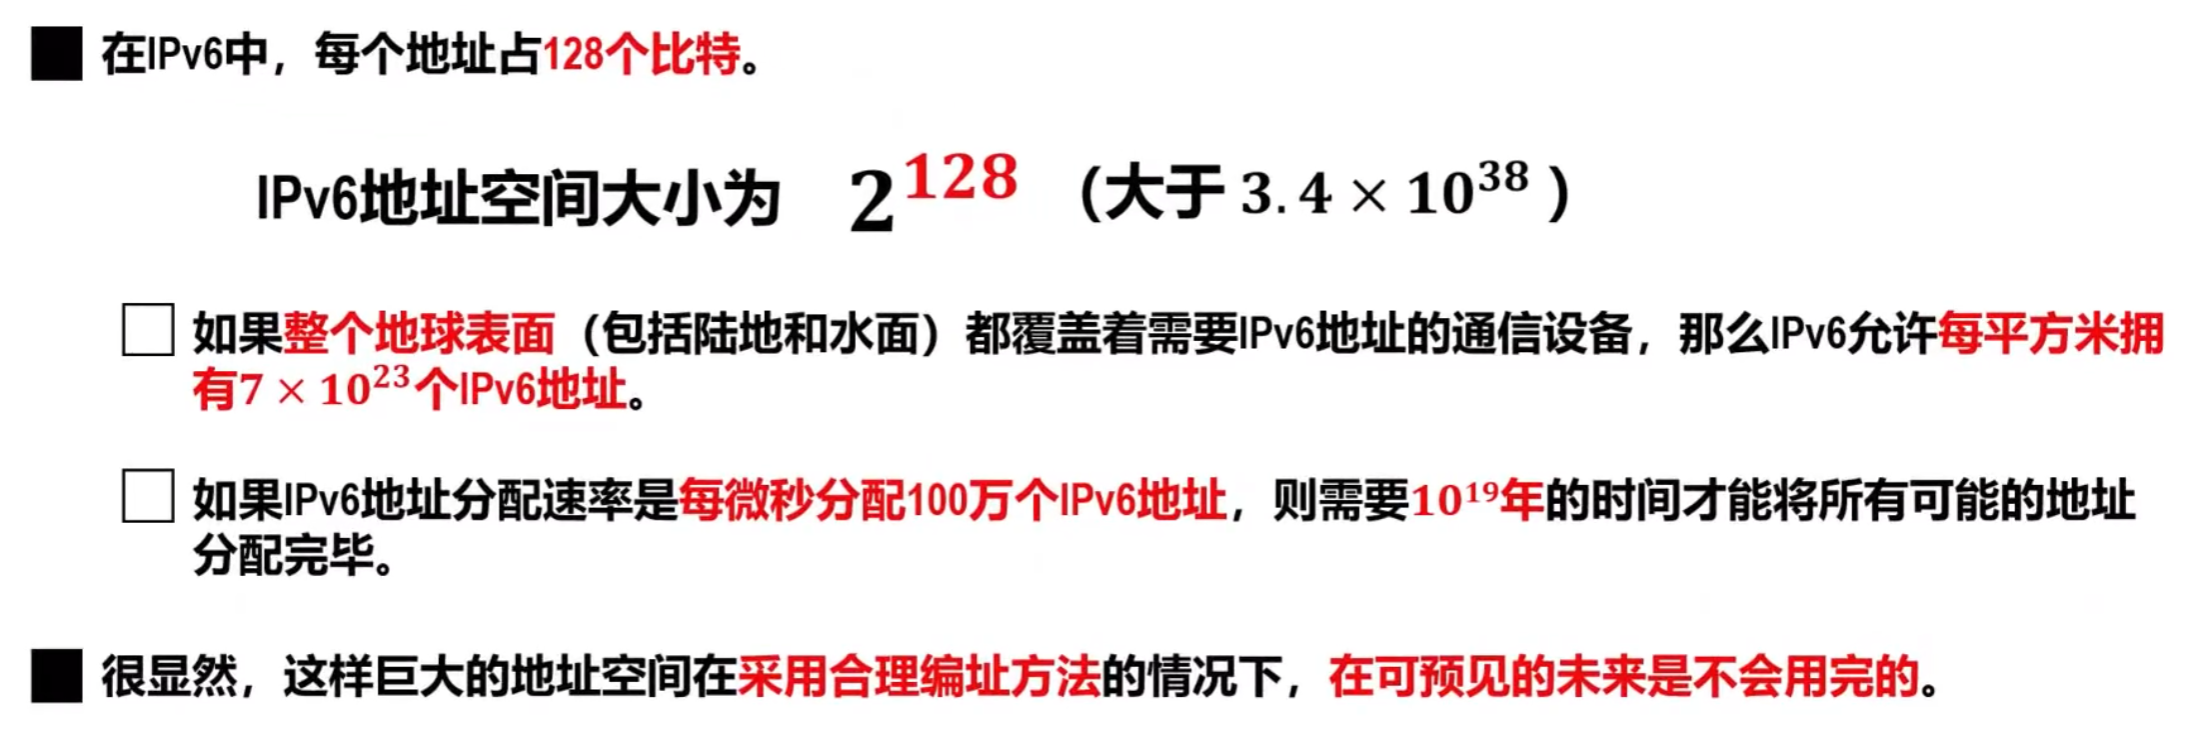 在IPv6中，每个地址占128个比特。
IPv6地址空间大小为 2^128 （大于 3.4 × 10^38 ）
如果整个地球表面（包括陆地和水面）都覆盖着需要IPv6地址的通信设备，那么IPv6允许每平方米拥
有7 × 10^23个IPv6地址。
如果IPv6地址分配速率是每微秒分配100万个IPv6地址，则需要10^19年的时间才能将所有可能的地址
分配完毕。
很显然，这样巨大的地址空间在采用合理编址方法的情况下，在可预见的未来是不会用完的。